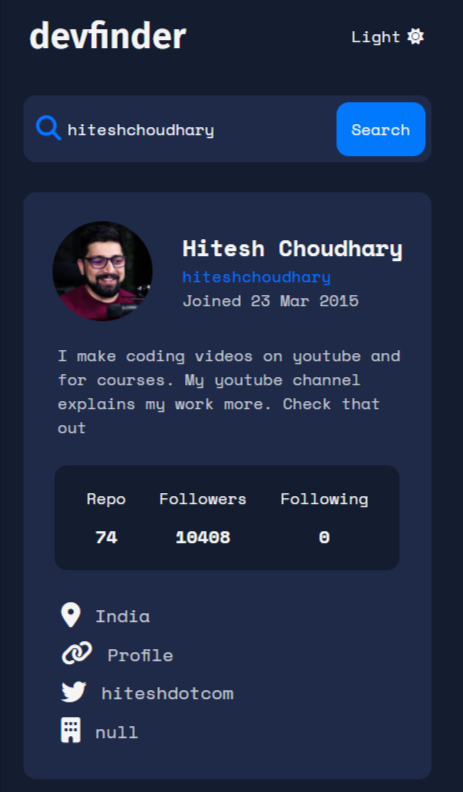 devfinder
Light
hiteshchoudhary
Search
Hitesh Choudhary
hiteshchoudhary
Joined 23 Mar 2015
I make coding videos on youtube and
for courses. My youtube channel
explains my work more. Check that
out
Repo Followers Following
74 10408 0
India
Profile
hiteshdotcom
null